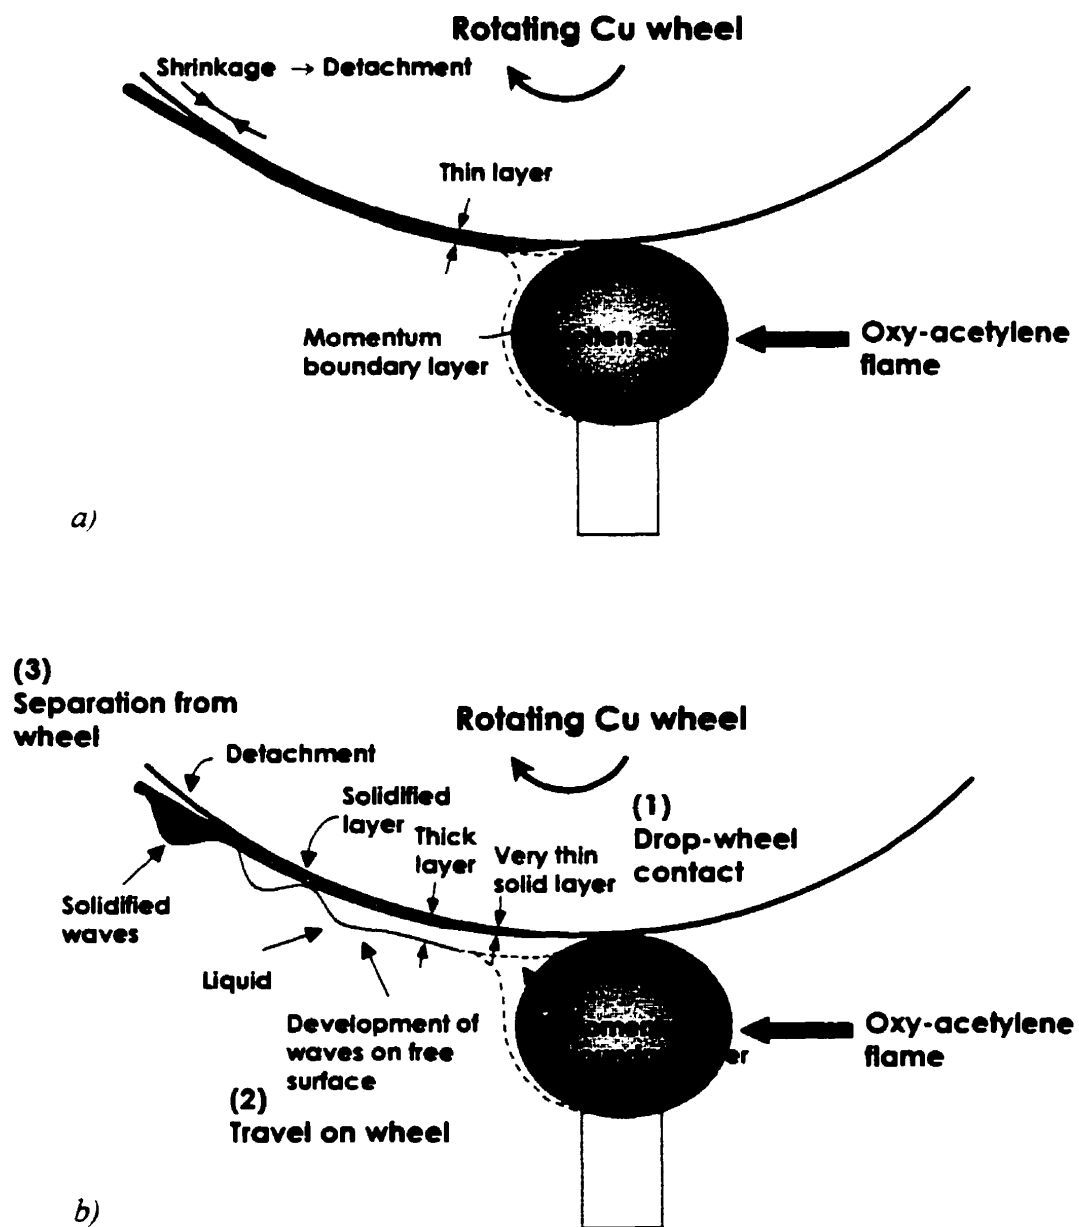 Rotating Cu wheel
Shrinkage → Detachment
Thin layer
Momentum
boundary layer
Oxy-acetylene
flame
a)
(3)
Separation from
wheel
Rotating Cu wheel
Detachment
Solidified
layer
(1)
Drop-wheel
contact
Thick
layer
Very thin
solid layer
Solidified
waves
Liquid
Development of
waves on free
surface
Oxy-acetylene
flame
(2)
Travel on wheel
b)